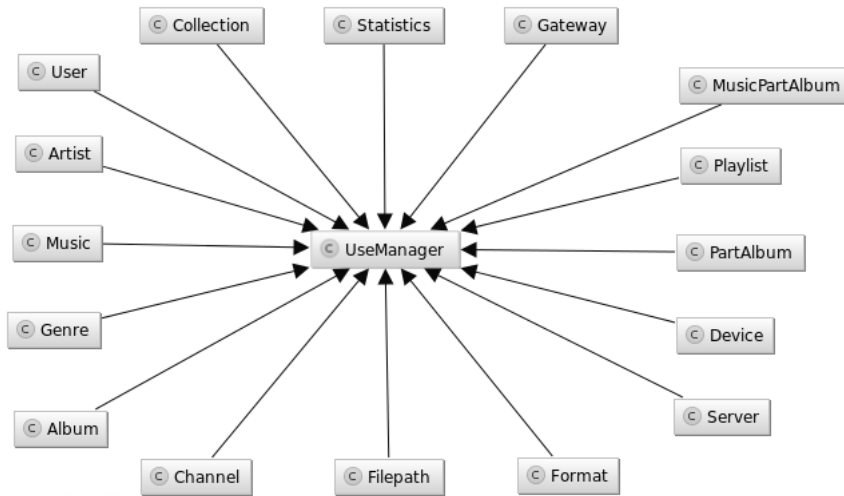 C Collection
C Statistics
C Gateway
C User
C MusicPartAlbum
C Artist
C Playlist
C Music
C UseManager
C PartAlbum
C Genre
C Device
C Album
C Server
C Channel
C Filepath
C Format